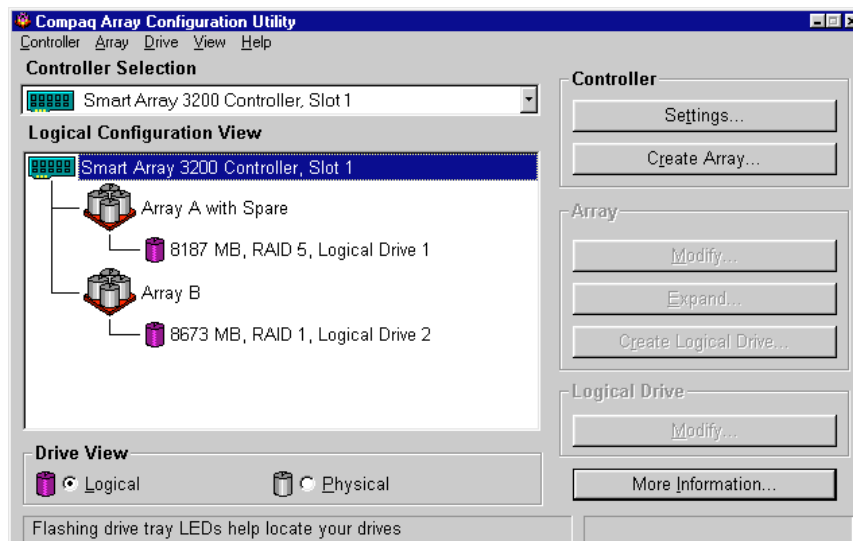 Compaq Array Configuration Utility
Controller Array Drive View Help
Controller Selection
Smart Array 3200 Controller, Slot 1
Logical Configuration View
Smart Array 3200 Controller, Slot 1
Array A with Spare
8187 MB, RAID 5, Logical Drive 1
Array B
8673 MB, RAID 1, Logical Drive 2
Drive View
Logical
Physical
Controller
Settings...
Create Array...
Array
Modify...
Expand...
Create Logical Drive...
Logical Drive
Modify...
More Information...
Flashing drive tray LEDs help locate your drives